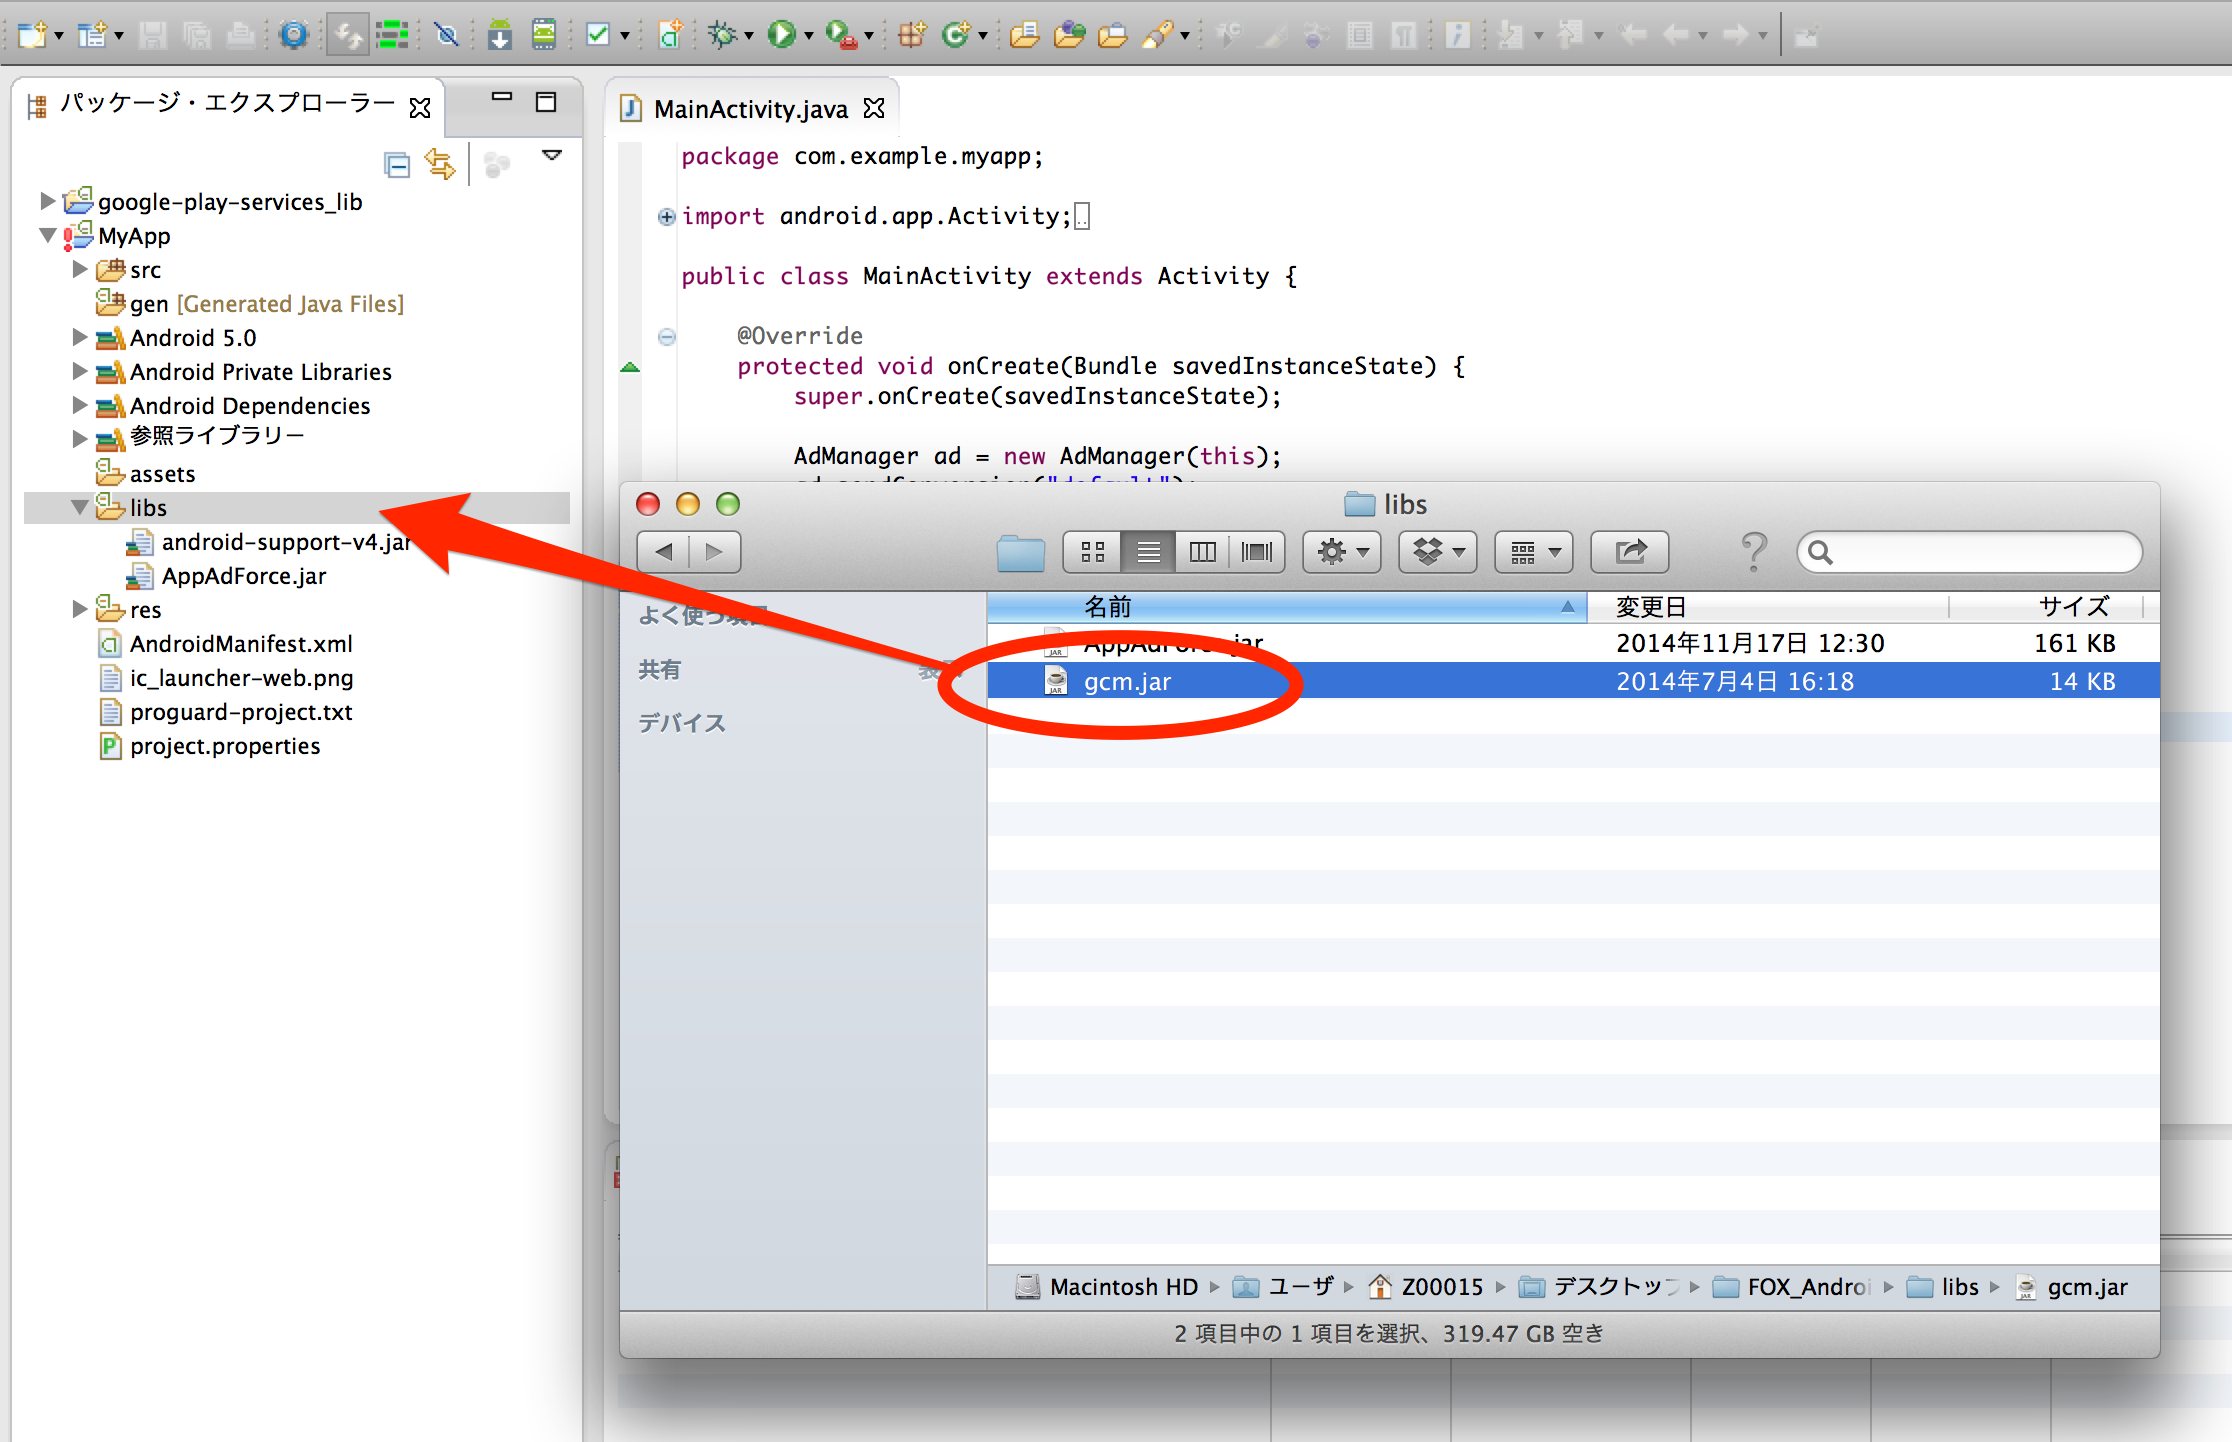 パッケージ・エクスプローラー
google-play-services_lib
MyApp
src
gen [Generated Java Files]
Android 5.0
Android Private Libraries
Android Dependencies
参照ライブラリー
assets
libs
android-support-v4.jar
AppAdForce.jar
res
AndroidManifest.xml
ic_launcher-web.png
proguard-project.txt
project.properties
MainActivity.java
package com.example.myapp;
import android.app.Activity;
public class MainActivity extends Activity {
@Override
protected void onCreate(Bundle savedInstanceState) {
super.onCreate(savedInstanceState);
AdManager ad = new AdManager(this);
ad.sendConversion("default");
libs
よく使う項目
共有
デバイス
名前 変更日 サイズ
AppAdForce.jar 2014年11月17日 12:30 161 KB
gcm.jar 2014年7月4日 16:18 14 KB
Macintosh HD ユーザ Z00015 デスクトップ FOX_Androi libs gcm.jar
2 項目中の 1 項目を選択、319.47 GB 空き